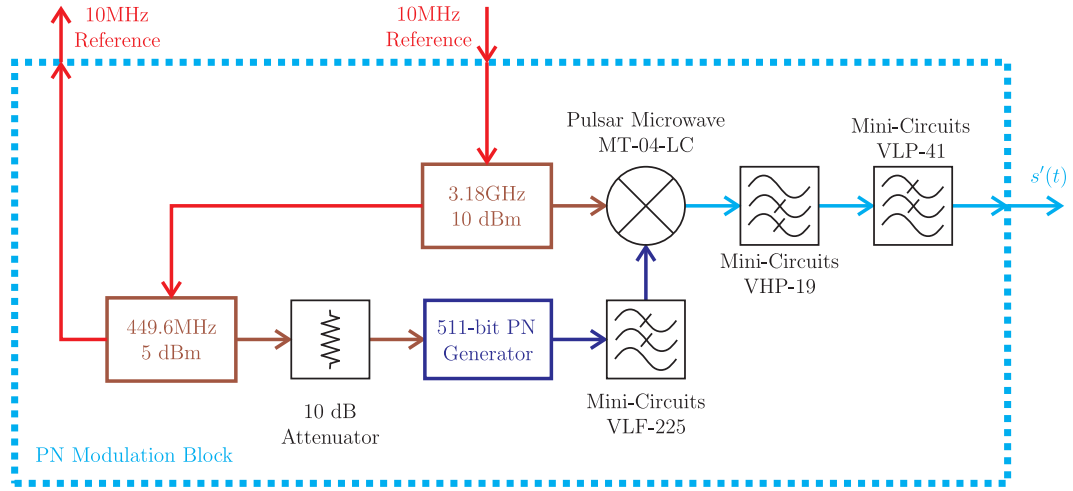 10MHz
Reference
10MHz
Reference
Pulsar Microwave
MT-04-LC
Mini-Circuits
VLP-41
3.18GHz
10 dBm
s′(t)
Mini-Circuits
VHP-19
449.6MHz
5 dBm
511-bit PN
Generator
10 dB
Attenuator
Mini-Circuits
VLF-225
PN Modulation Block